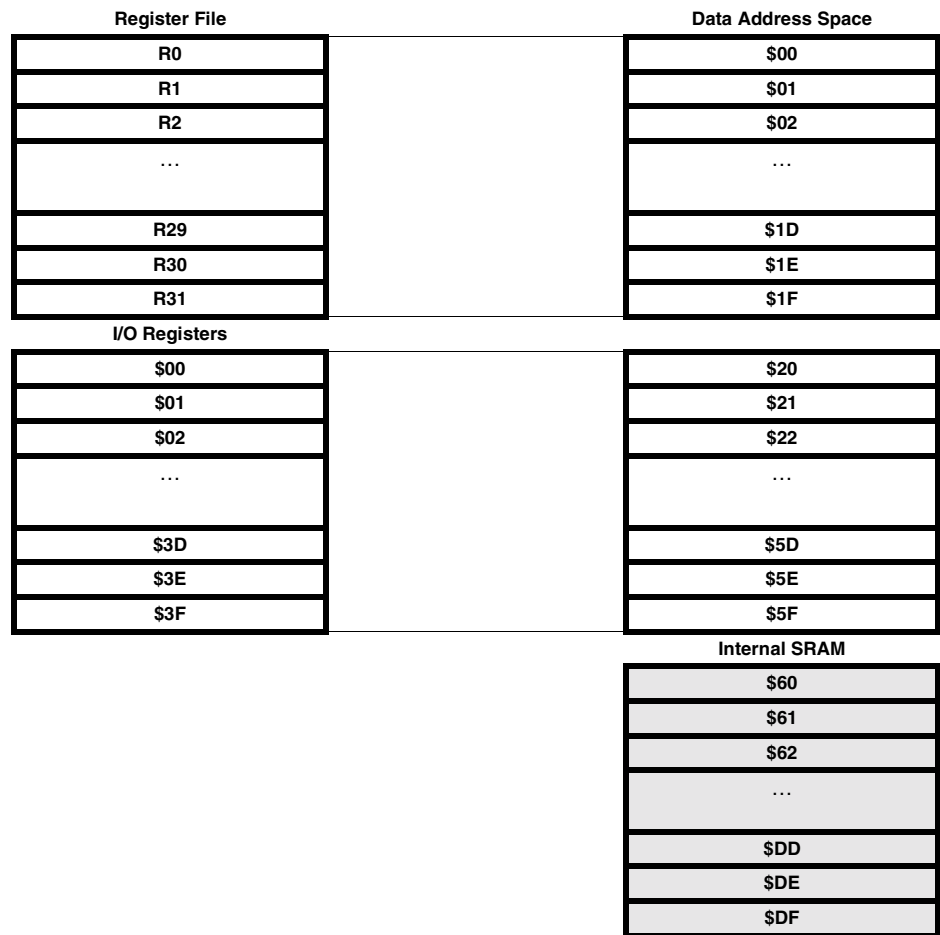 Register File Data Address Space
R0 $00
R1 $01
R2 $02
... ...
R29 $1D
R30 $1E
R31 $1F
I/O Registers
$00 $20
$01 $21
$02 $22
... ...
$3D $5D
$3E $5E
$3F $5F
Internal SRAM
$60
$61
$62
...
$DD
$DE
$DF